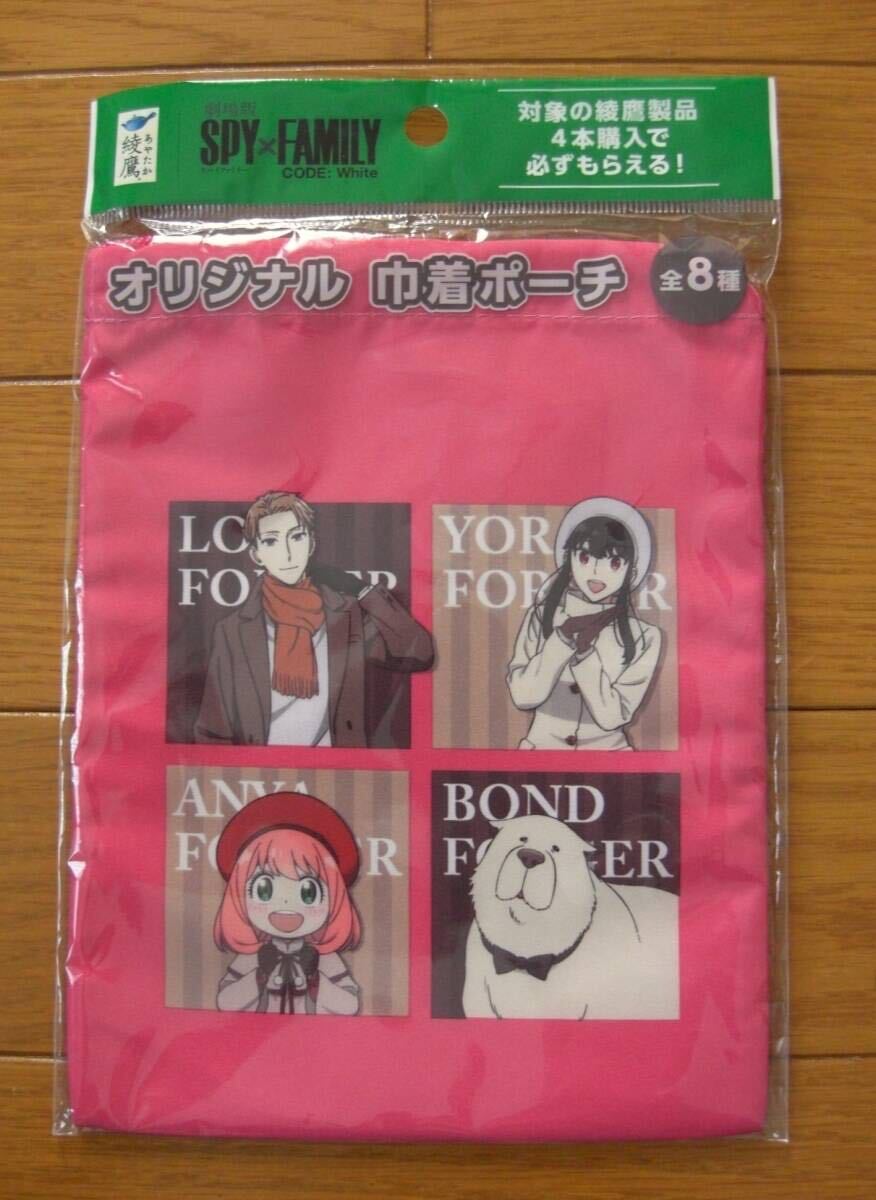 あやたか
綾鷹
劇場版
SPY×FAMILY
CODE: White
対象の綾鷹製品
4本購入で
必ずもらえる!
オリジナル 巾着ポーチ
全8種
YOR
ANYA
BOND